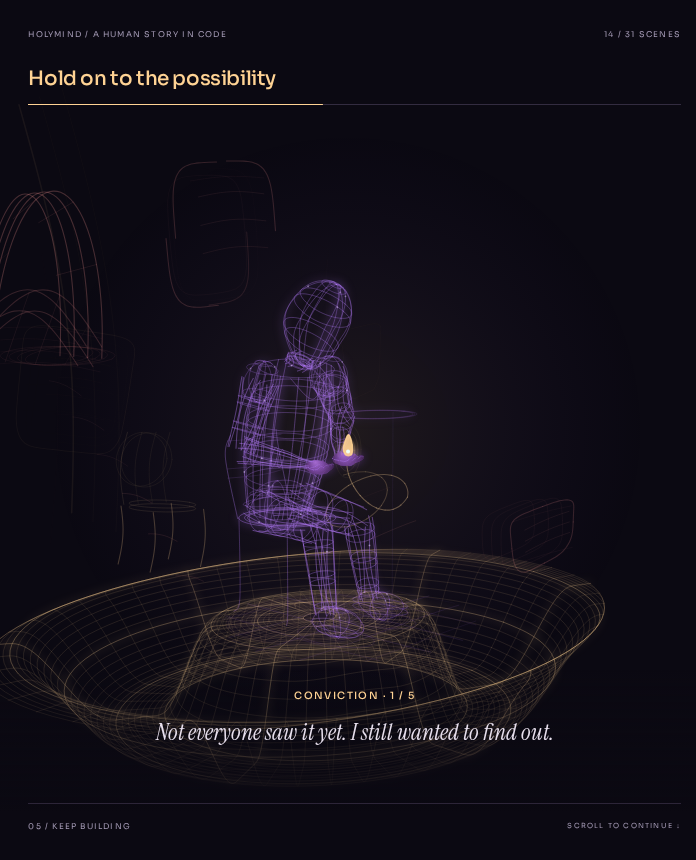 HOLYMIND / A HUMAN STORY IN CODE
14 / 31 SCENES
Hold on to the possibility
CONVICTION · 1 / 5
Not everyone saw it yet. I still wanted to find out.
05 / KEEP BUILDING
SCROLL TO CONTINUE ↓